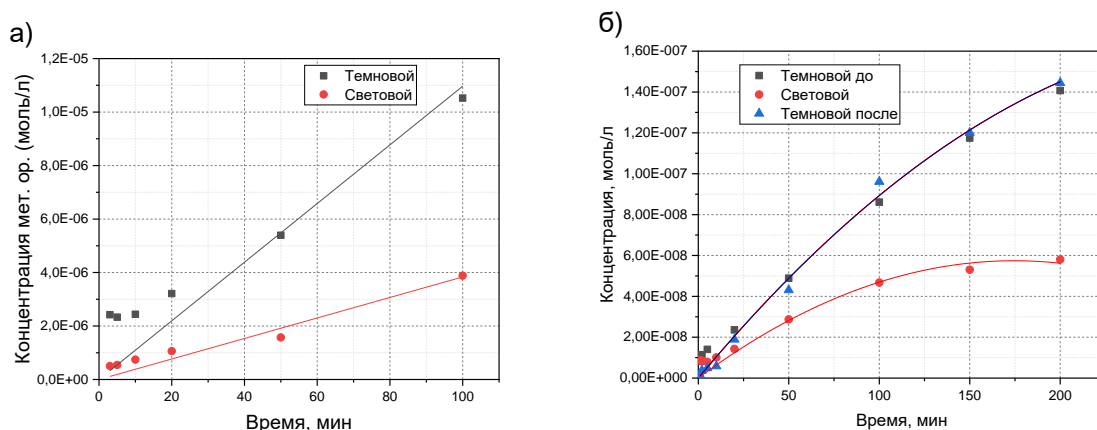 а)
Концентрация мет. ор. (моль/л)
1,2E-05
1,0E-05
8,0E-06
6,0E-06
4,0E-06
2,0E-06
0,0E+00
Темновой
Световой
0 20 40 60 80 100
Время, мин
б)
Концентрация, моль/л
1,60E-007
1,40E-007
1,20E-007
1,00E-007
8,00E-008
6,00E-008
4,00E-008
2,00E-008
0,00E+000
Темновой до
Световой
Темновой после
0 50 100 150 200
Время, мин